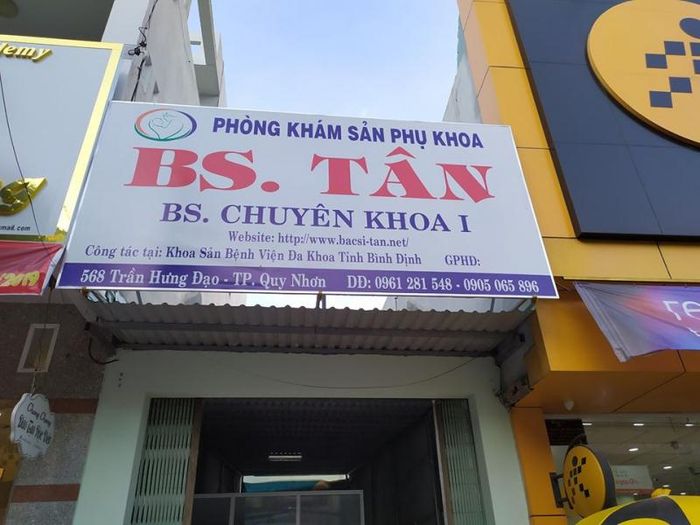 PHÒNG KHÁM SẢN PHỤ KHOA
BS. TÂN
BS. CHUYÊN KHOA I
Website: http://www.bacsi-tan.net/
Công tác tại: Khoa Sản Bệnh Viện Da Khoa Tỉnh Bình Định GPHD:
568 Trần Hưng Đạo - TP. Quy Nhơn DĐ: 0961 281 548 - 0905 065 896